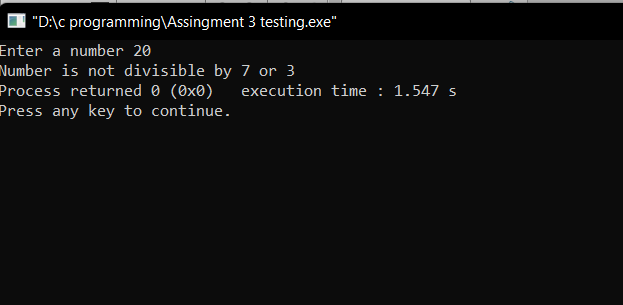 "D:\c programming\Assingment 3 testing.exe"
Enter a number 20
Number is not divisible by 7 or 3
Process returned 0 (0x0)   execution time : 1.547 s
Press any key to continue.